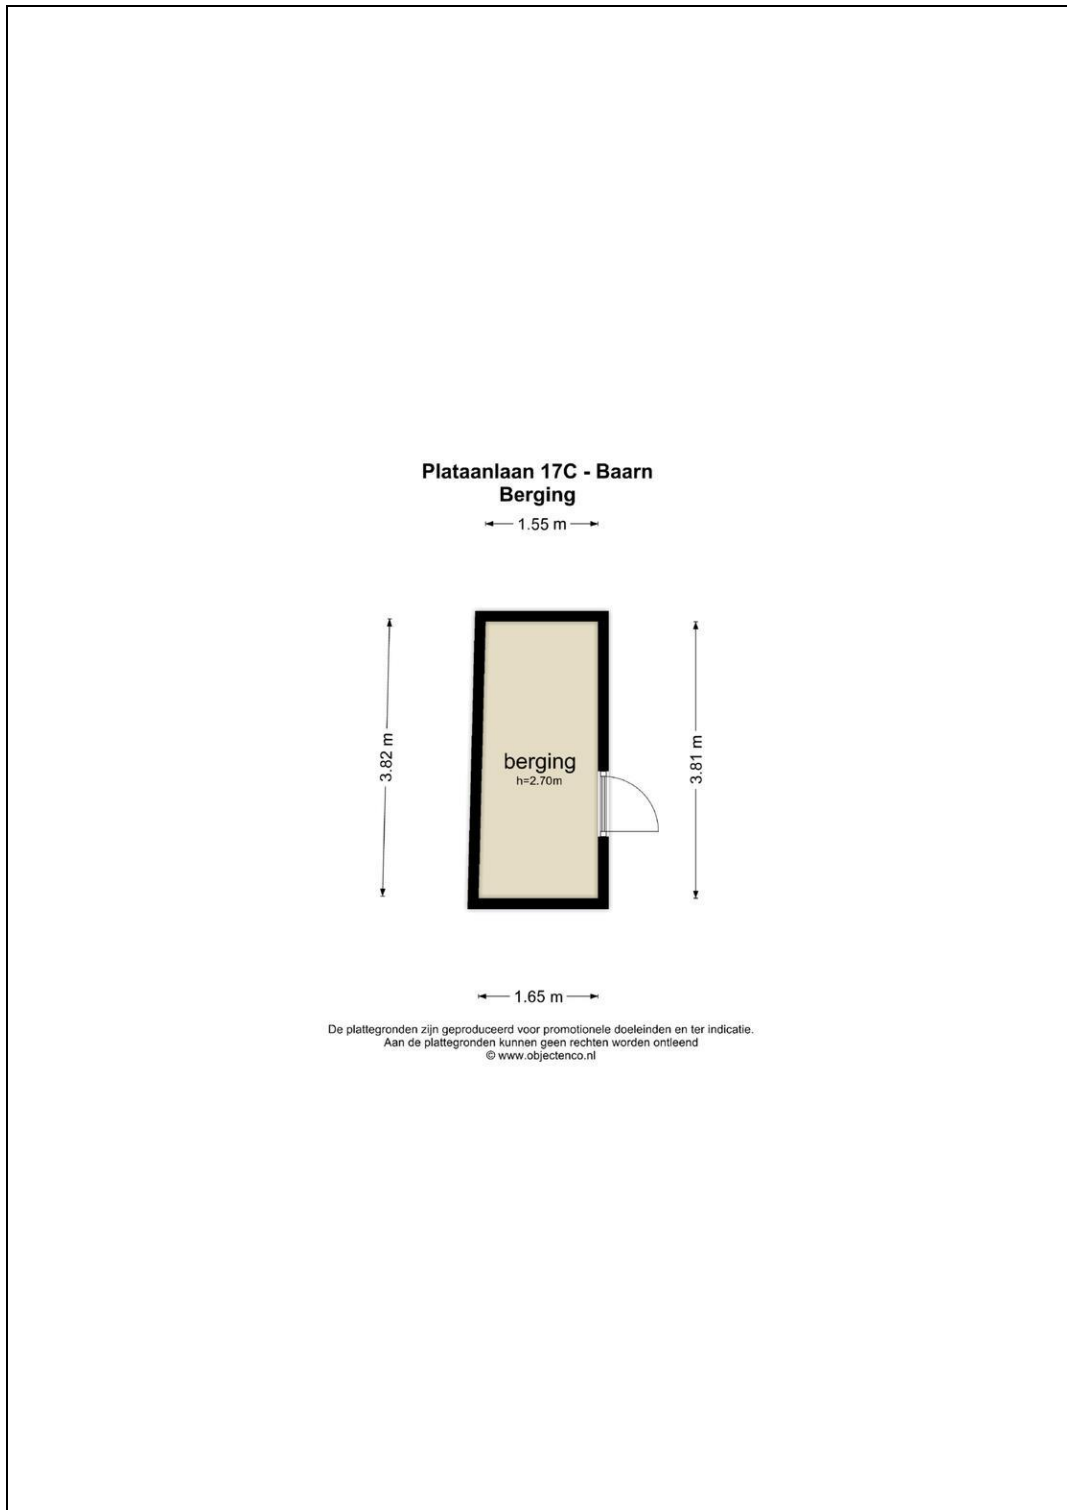 Plataanlaan 17C - Baarn
Berging
1.55 m
3.82 m
berging
h=2.70m
3.81 m
1.65 m
De plattegronden zijn geproduceerd voor promotionele doeleinden en ter indicatie.
Aan de plattegronden kunnen geen rechten worden ontleend
© www.objectenco.nl